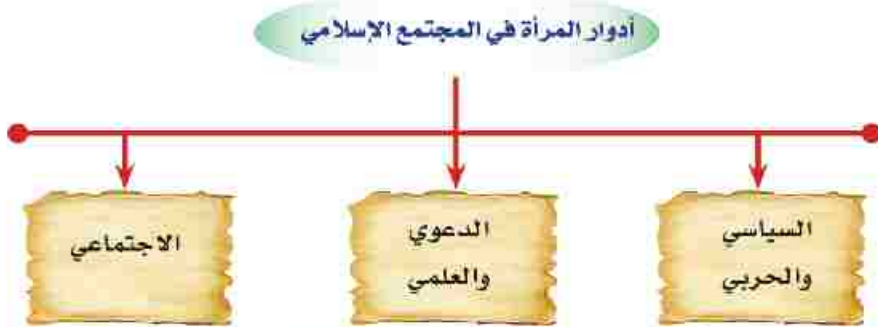 أدوار المرأة في المجتمع الإسلامي
السياسي
والحربي
الدعوي
والعلمي
الاجتماعي